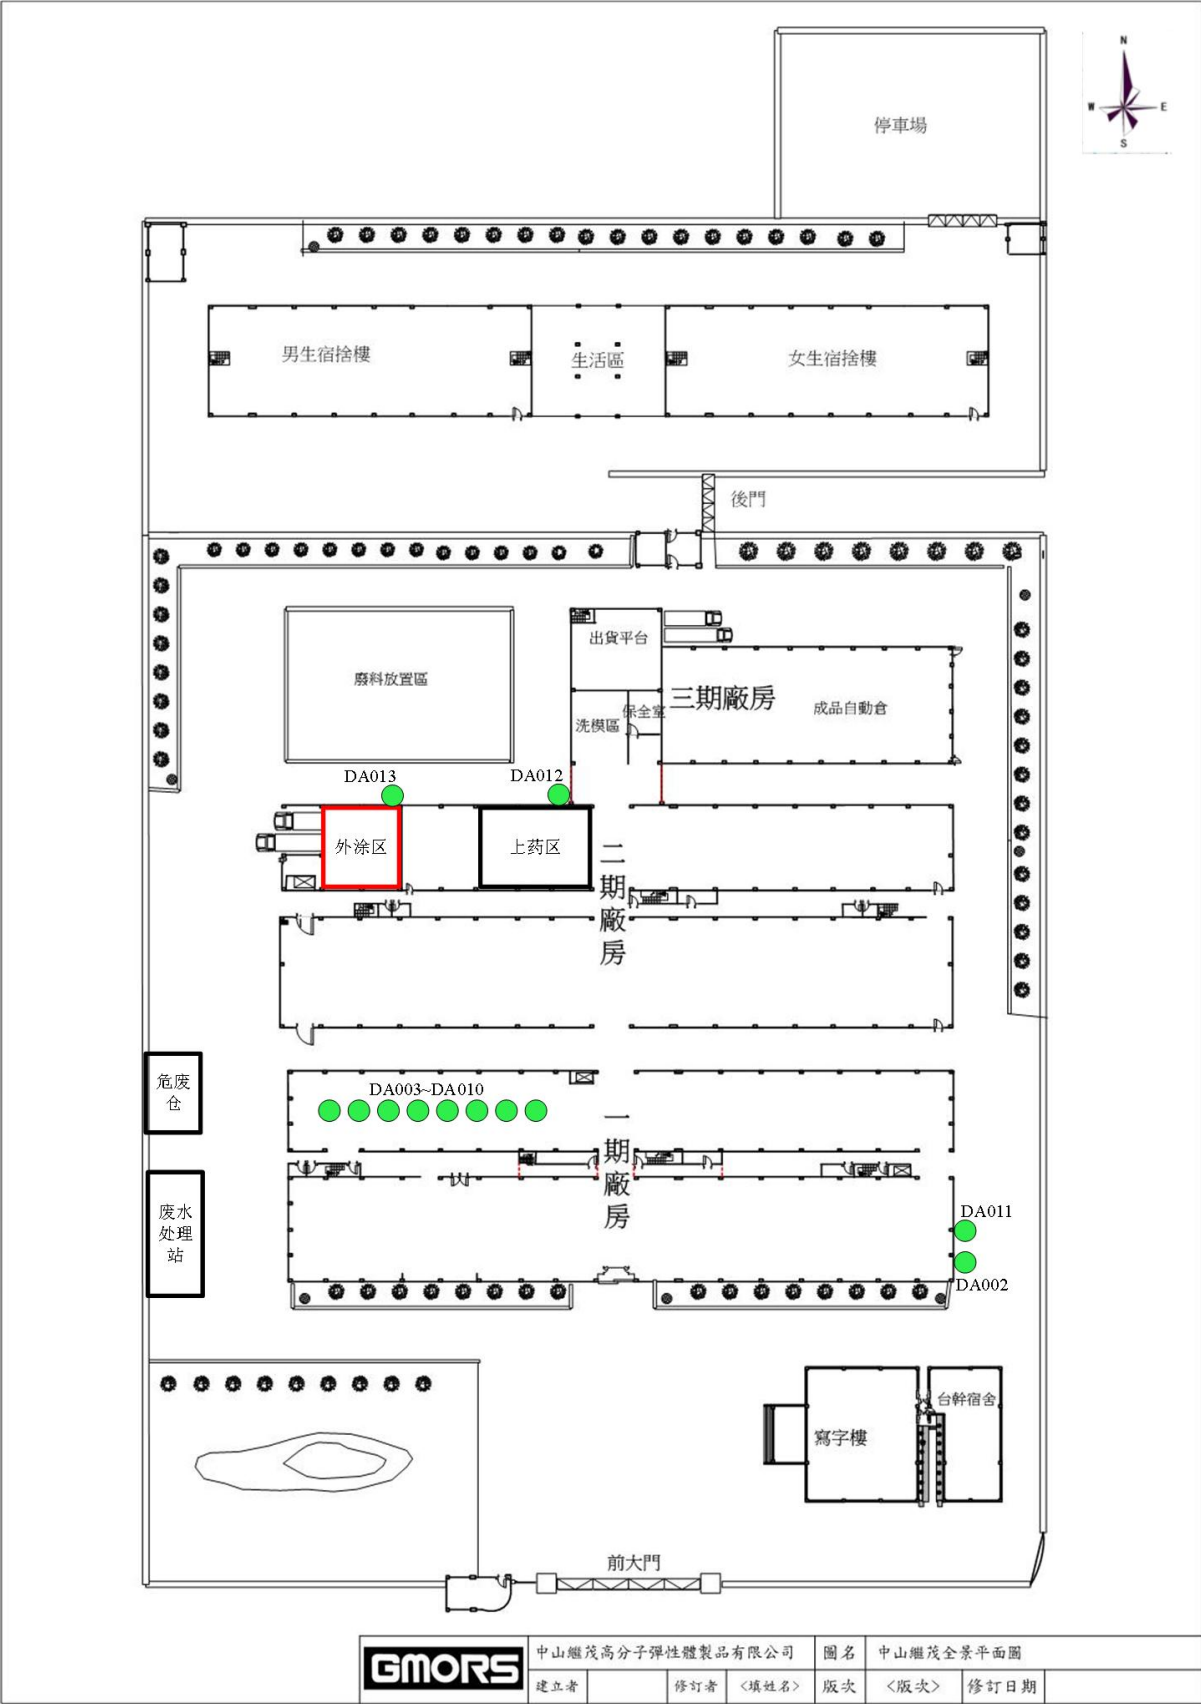 N
W
E
S
停車場
男生宿捨樓
生活區
女生宿捨樓
後門
出貨平台
廢料放置區
三期廠房
成品自動倉
保全室
洗模區
DA013
DA012
外涂区
上药区
二期廠房
危废
仓
DA003~DA010
一期廠房
废水
处理
站
DA011
DA002
台幹宿舍
寫字樓
前大門
GMORS
中山繼茂高分子彈性體製品有限公司
圖名
中山繼茂全景平面圖
建立者
修訂者
<填姓名>
版次
<版次>
修訂日期